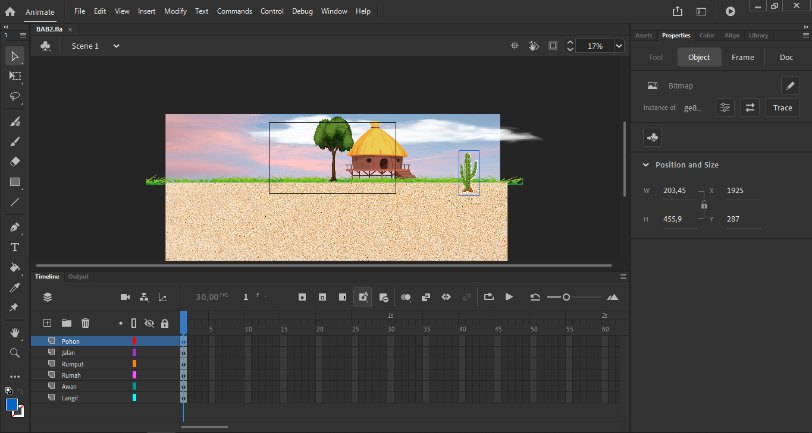 Animate File Edit View Insert Modify Text Commands Control Debug Window Help
BAB2.fla ×
Scene 1 17%
Assets Properties Color Align Library
Tool Object Frame Doc
Bitmap
Instance of: ge8... Trace
Position and Size
W 203,45 X 1925
H 455,9 Y 287
Timeline Output
30,00 FPS 1 F
1s 2s
5 10 15 20 25 30 35 40 45 50 55 60
Pohon
Jalan
Rumput
Rumah
Awan
Langit